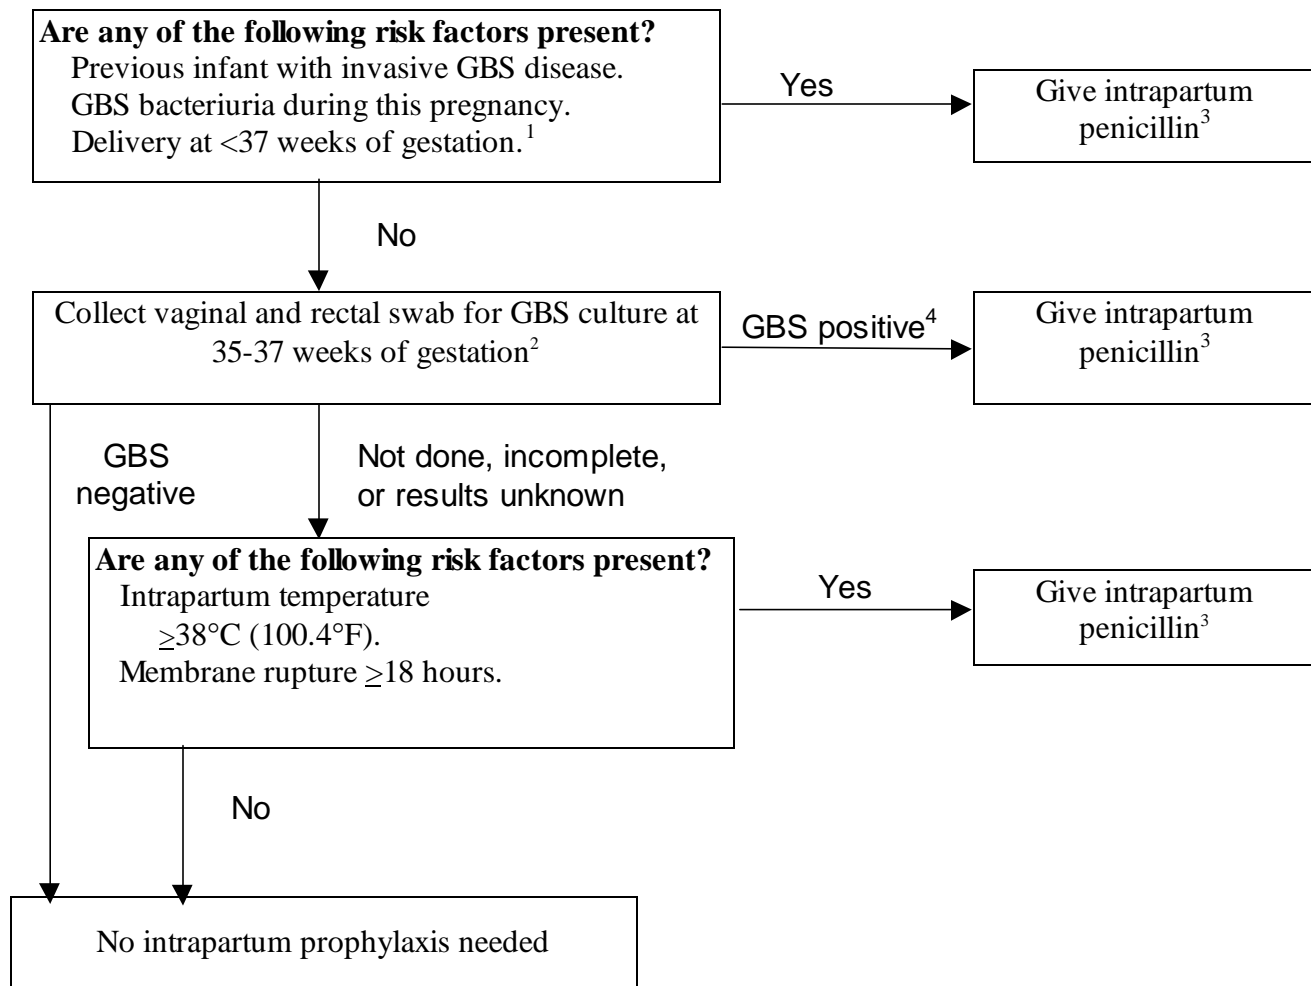 Are any of the following risk factors present?
Previous infant with invasive GBS disease.
GBS bacteriuria during this pregnancy.
Delivery at <37 weeks of gestation.¹
Yes
Give intrapartum
penicillin³
No
Collect vaginal and rectal swab for GBS culture at
35-37 weeks of gestation²
GBS positive⁴
Give intrapartum
penicillin³
GBS
negative
Not done, incomplete,
or results unknown
Are any of the following risk factors present?
Intrapartum temperature
≥38°C (100.4°F).
Membrane rupture ≥18 hours.
Yes
Give intrapartum
penicillin³
No
No intrapartum prophylaxis needed